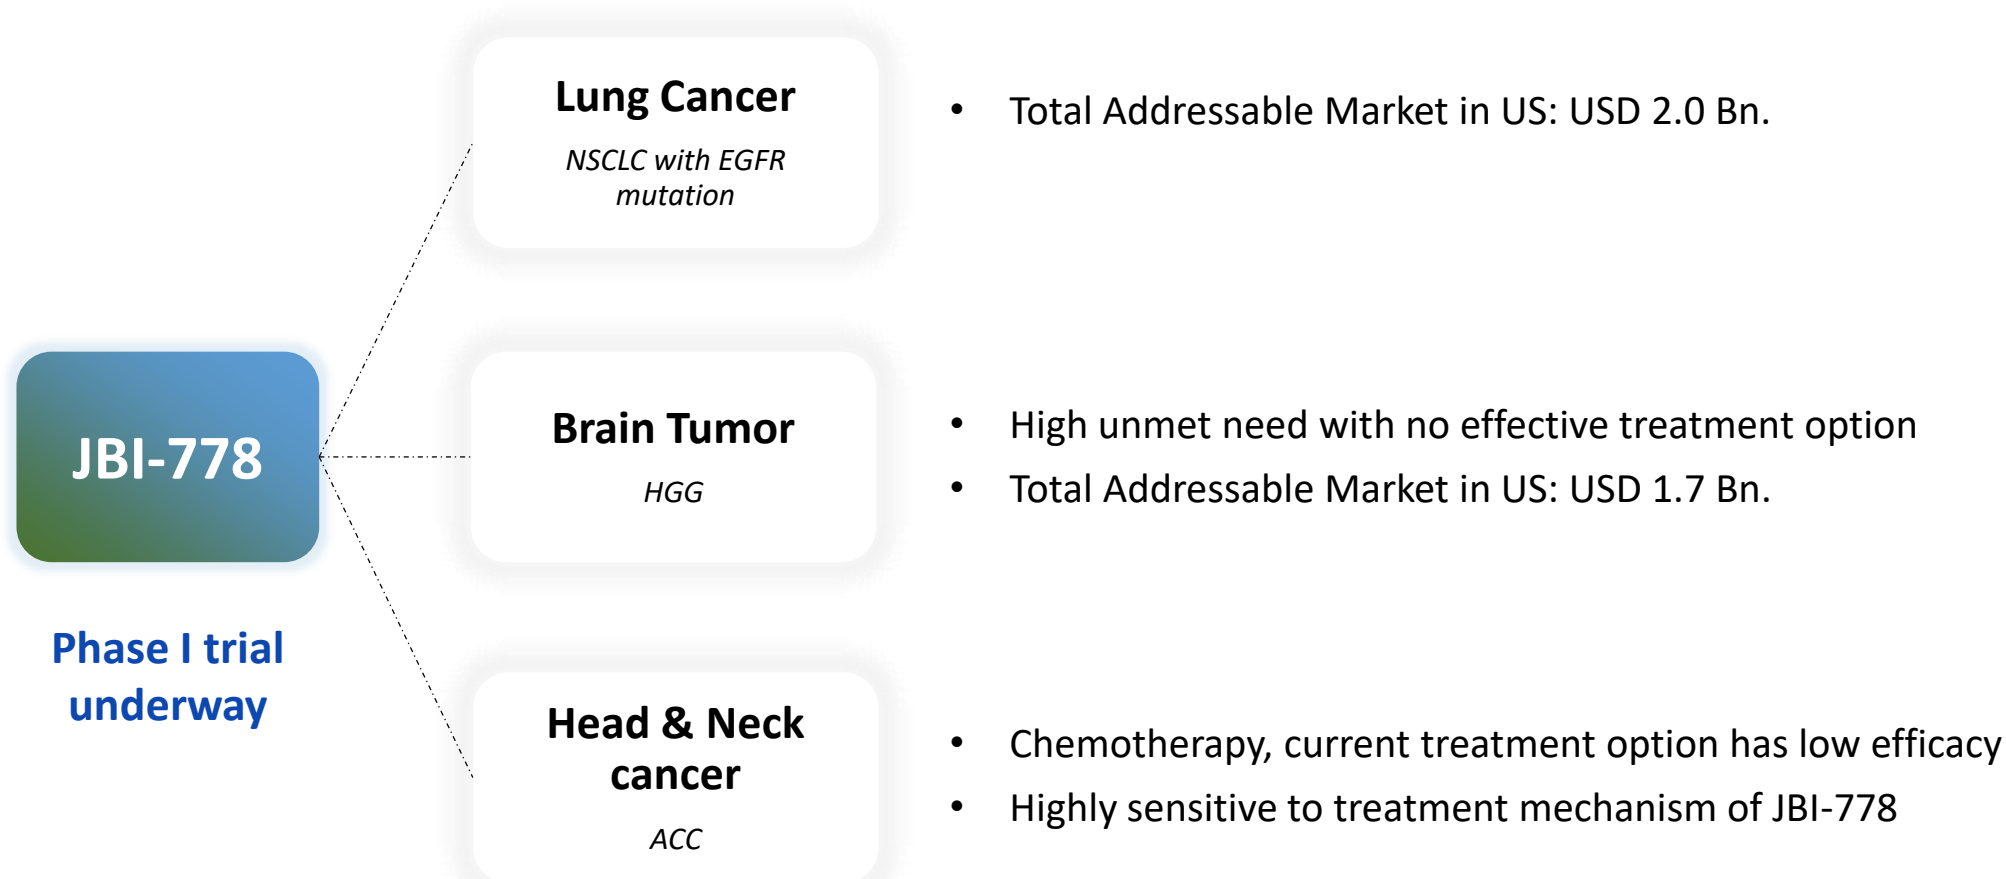 JBI-778
Phase I trial
underway
Lung Cancer
NSCLC with EGFR
mutation
• Total Addressable Market in US: USD 2.0 Bn.
Brain Tumor
HGG
• High unmet need with no effective treatment option
• Total Addressable Market in US: USD 1.7 Bn.
Head & Neck
cancer
ACC
• Chemotherapy, current treatment option has low efficacy
• Highly sensitive to treatment mechanism of JBI-778